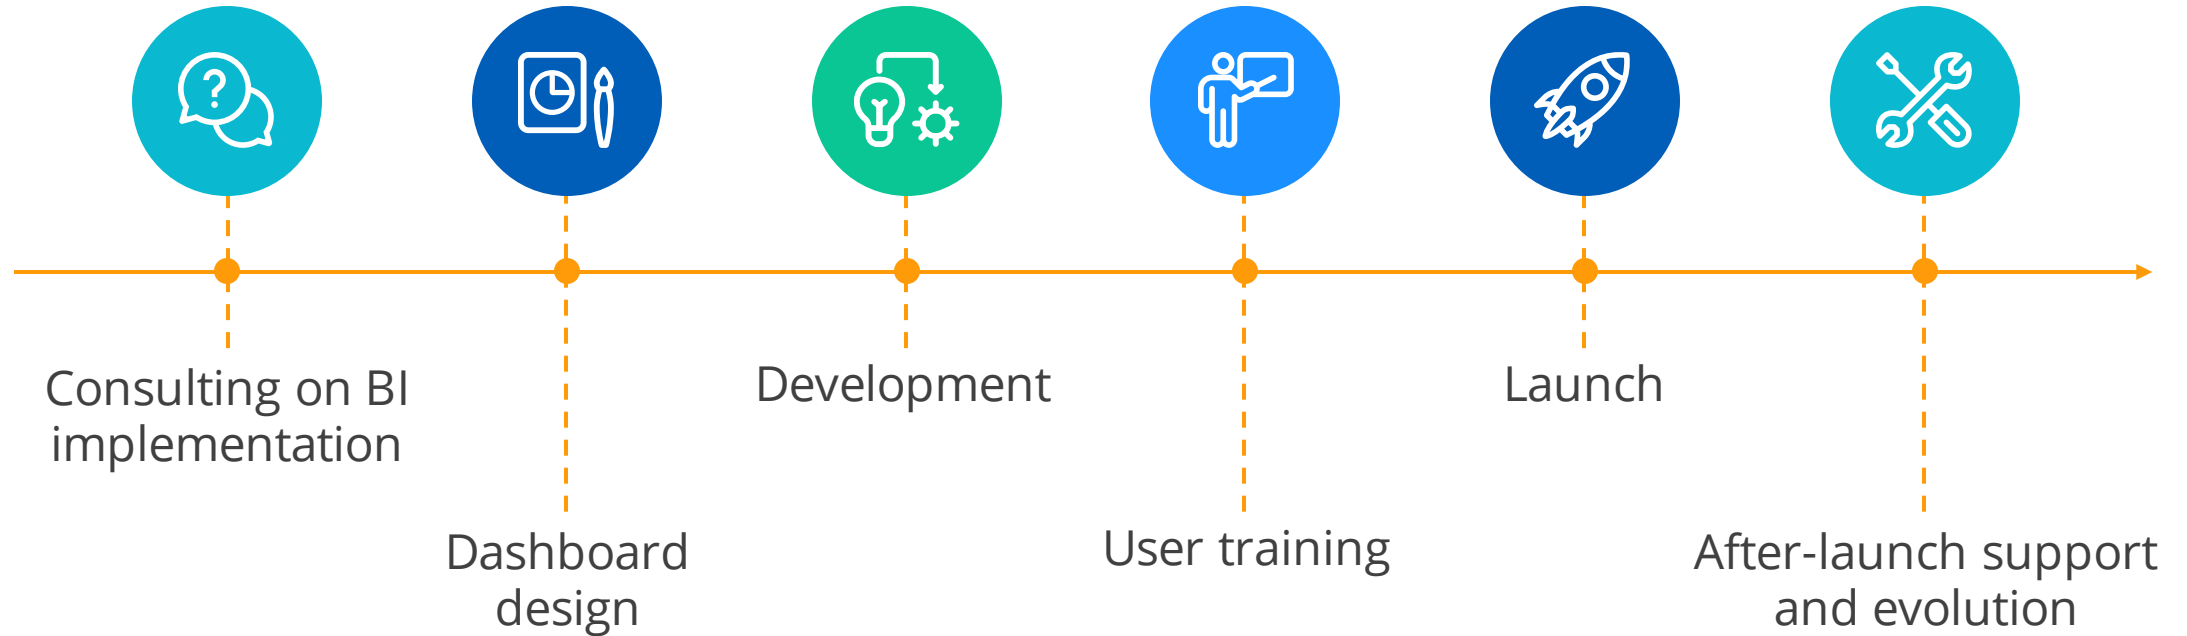 ?
Consulting on BI
implementation
Dashboard
design
Development
User training
Launch
After-launch support
and evolution